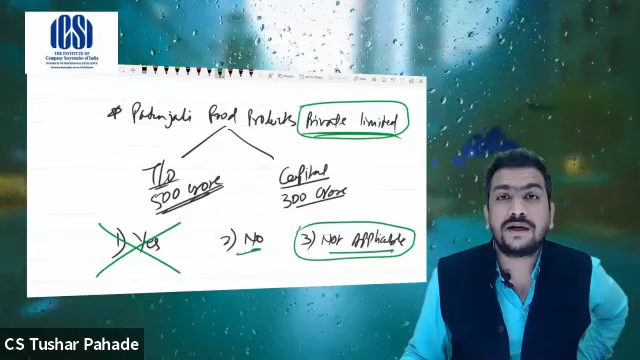 ICSI
THE INSTITUTE OF
Company Secretaries of India
* Patanjali Food Products Private limited
T/o
500 crore
Capital
300 crore
1) Yes
2) No
3) Not Applicable
CS Tushar Pahade